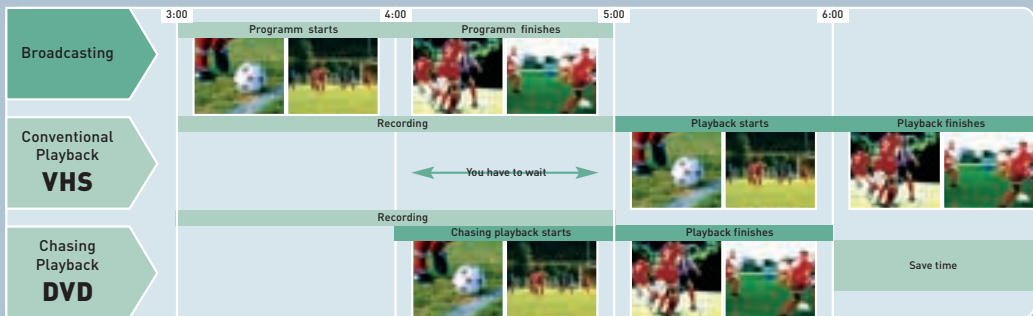 3:00 4:00 5:00 6:00
Broadcasting
Programm starts
Programm finishes
Conventional
Playback
VHS
Recording
Playback starts
Playback finishes
You have to wait
Chasing
Playback
DVD
Recording
Chasing playback starts
Playback finishes
Save time